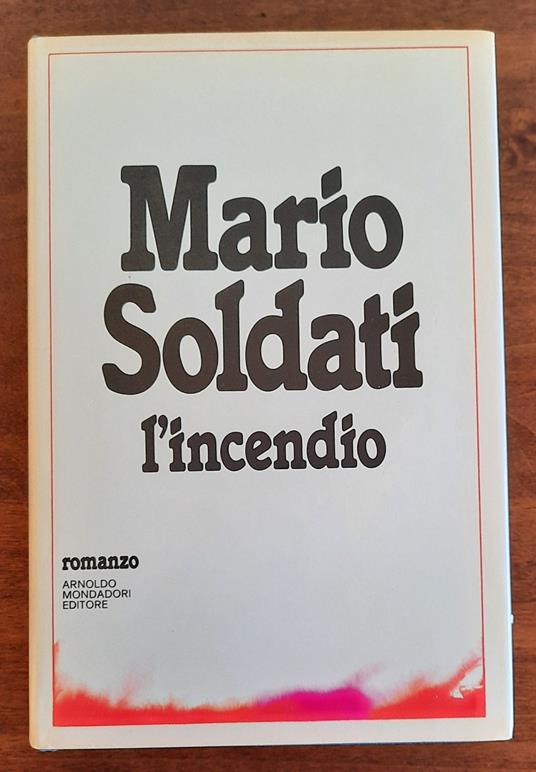 Mario
Soldati
l'incendio
romanzo
ARNOLDO
MONDADORI
EDITORE